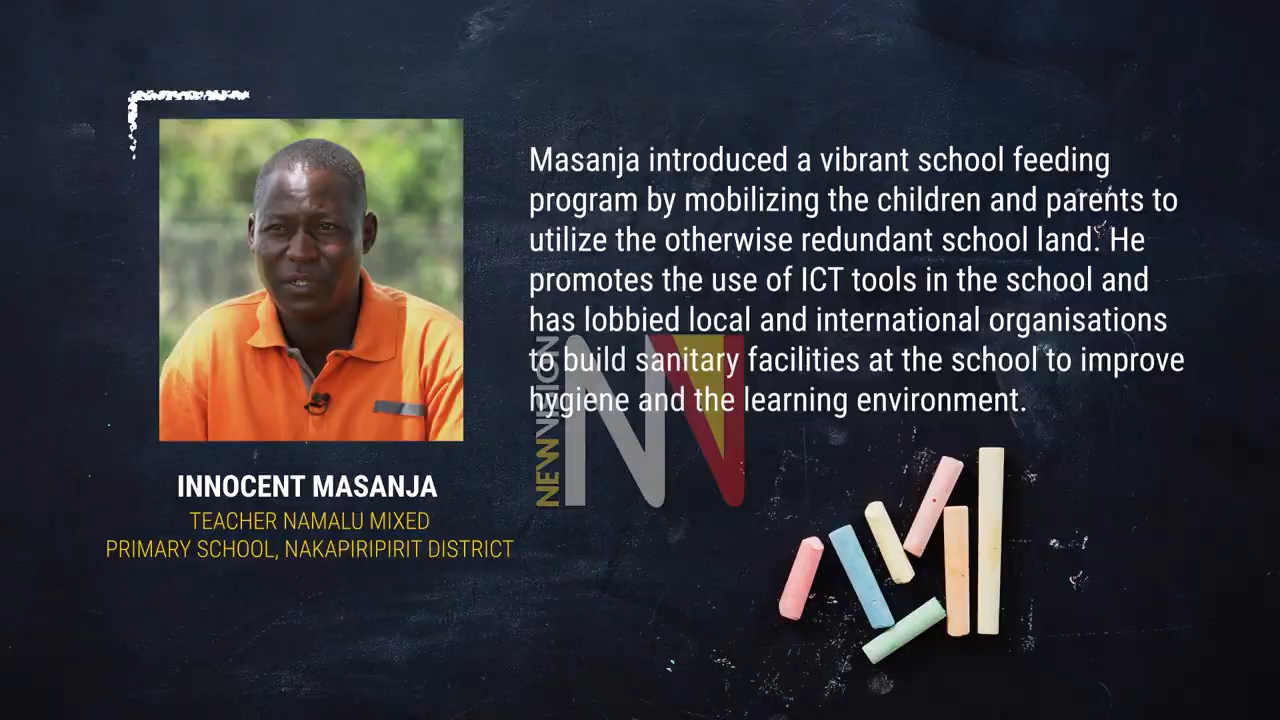 Masanja introduced a vibrant school feeding
program by mobilizing the children and parents to
utilize the otherwise redundant school land. He
promotes the use of ICT tools in the school and
has lobbied local and international organisations
to build sanitary facilities at the school to improve
hygiene and the learning environment.
NEW VISION
INNOCENT MASANJA
TEACHER NAMALU MIXED
PRIMARY SCHOOL, NAKAPIRIPIRIT DISTRICT